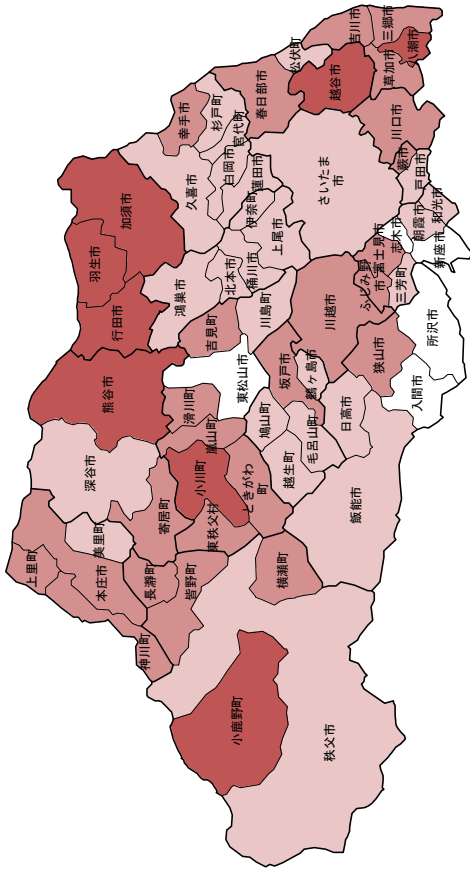 上里町
神川町
本庄市
美里町
深谷市
熊谷市
行田市
羽生市
加須市
長瀞町
皆野町
寄居町
小川町
東秩父村
ときがわ
町
嵐山町
滑川町
東松山市
吉見町
鴻巣市
北本市
桶川市
川島町
上尾市
伊奈町
蓮田市
白岡市
久喜市
幸手市
杉戸町
宮代町
春日部市
松伏町
吉川市
越谷市
三郷市
八潮市
草加市
川口市
さいたま
市
蕨市
戸田市
和光市
朝霞市
志木市
新座市
富士見市
ふじみ野
市
三芳町
川越市
坂戸市
鶴ヶ島市
狭山市
所沢市
入間市
日高市
飯能市
毛呂山町
越生町
鳩山町
横瀬町
小鹿野町
秩父市